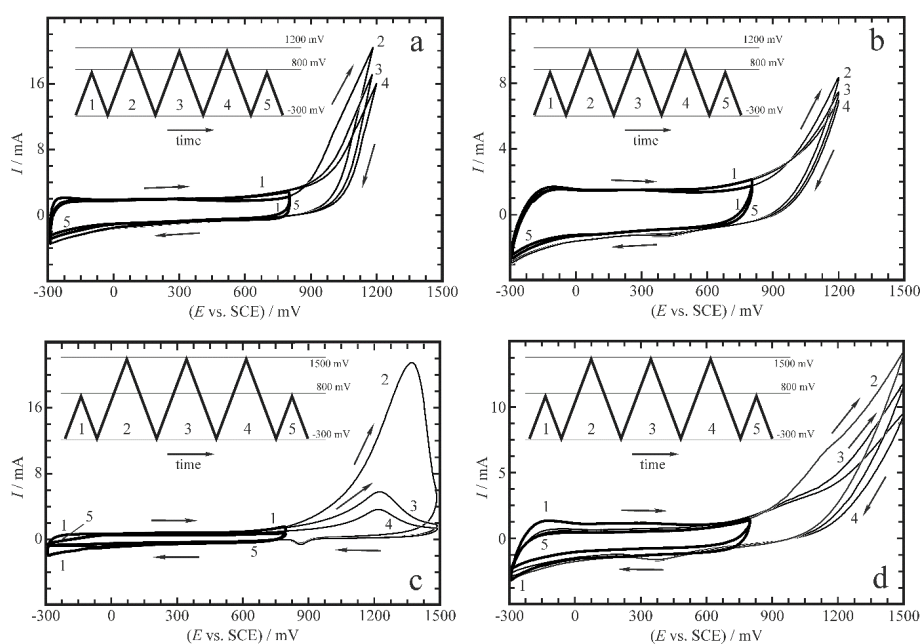 a
1200 mV
800 mV
-300 mV
1 2 3 4 5
time
I / mA
16
8
0
2
3
4
1
1
5
5
-300 0 300 600 900 1200 1500
(E vs. SCE) / mV
b
1200 mV
800 mV
-300 mV
1 2 3 4 5
time
I / mA
8
4
0
2
3
4
1
5
-300 0 300 600 900 1200 1500
(E vs. SCE) / mV
c
1500 mV
800 mV
-300 mV
1 2 3 4 5
time
I / mA
16
8
0
2
3
4
1
5
1
5
1
-300 0 300 600 900 1200 1500
(E vs. SCE) / mV
d
1500 mV
800 mV
-300 mV
1 2 3 4 5
time
I / mA
10
5
0
2
3
4
1
1
5
5
1
-300 0 300 600 900 1200 1500
(E vs. SCE) / mV